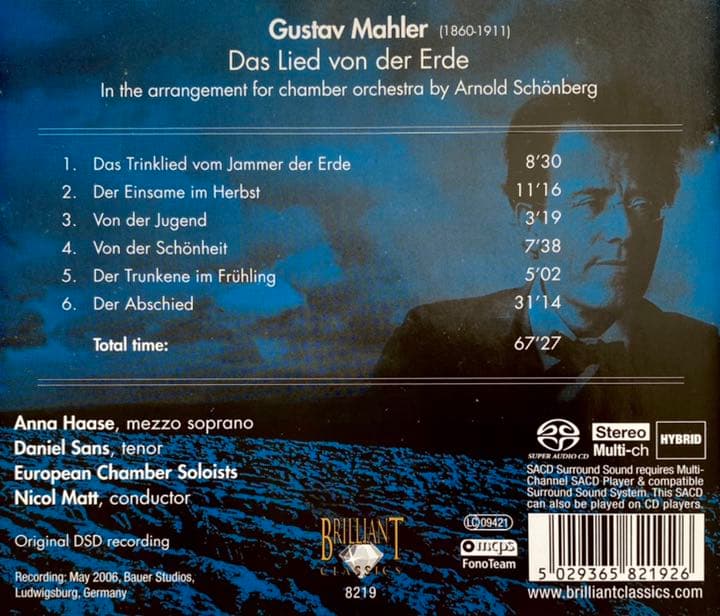 Gustav Mahler (1860-1911)
Das Lied von der Erde
In the arrangement for chamber orchestra by Arnold Schönberg
1. Das Trinklied vom Jammer der Erde 8'30
2. Der Einsame im Herbst 11'16
3. Von der Jugend 3'19
4. Von der Schönheit 7'38
5. Der Trunkene im Frühling 5'02
6. Der Abschied 31'14
Total time: 67'27
Anna Haase, mezzo soprano
Daniel Sans, tenor
European Chamber Soloists
Nicol Matt, conductor
Original DSD recording
Recording: May 2006, Bauer Studios,
Ludwigsburg, Germany
BRILLIANT
CLASSICS
8219
SUPER AUDIO CD
Stereo
Multi-ch
HYBRID
SACD Surround Sound requires Multi-
Channel SACD Player & compatible
Surround Sound System. This SACD
can also be played on CD players.
LC 09421
mcps
FonoTeam
5 029365 821926
www.brilliantclassics.com